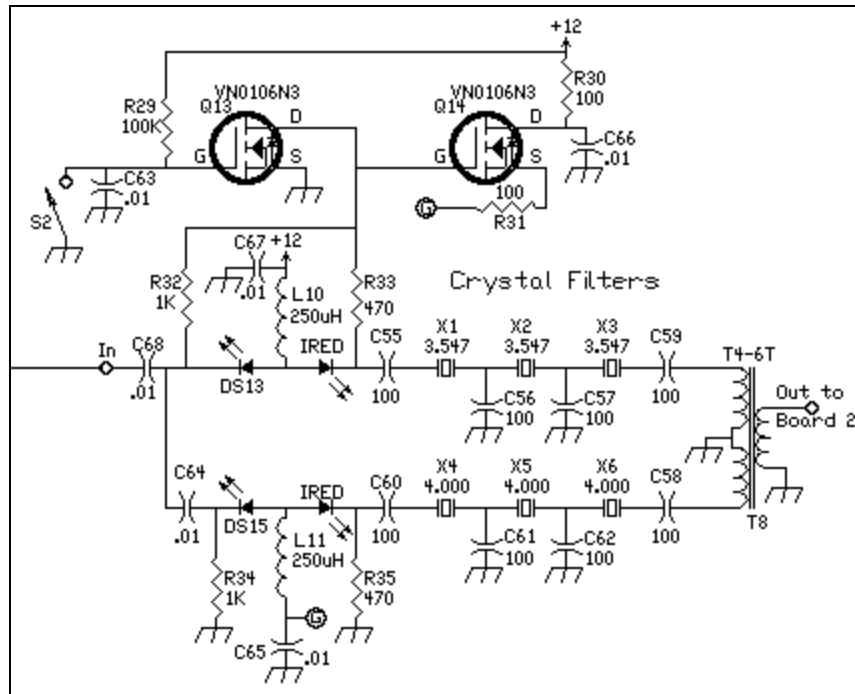 +12
VN0106N3
Q13
VN0106N3
Q14
R30
100
R29
100K
D
D
G
S
G
S
C66
.01
C63
.01
100
R31
G
S2
C67
+12
.01
R32
1K
L10
250uH
R33
470
Crystal Filters
In
C68
.01
DS13
IRED
C55
100
X1
3.547
X2
3.547
X3
3.547
C59
100
C56
100
C57
100
T4-6T
Out to
Board 2
C64
.01
DS15
IRED
C60
100
X4
4.000
X5
4.000
X6
4.000
C58
100
T8
L11
250uH
C61
100
C62
100
R34
1K
R35
470
G
C65
.01